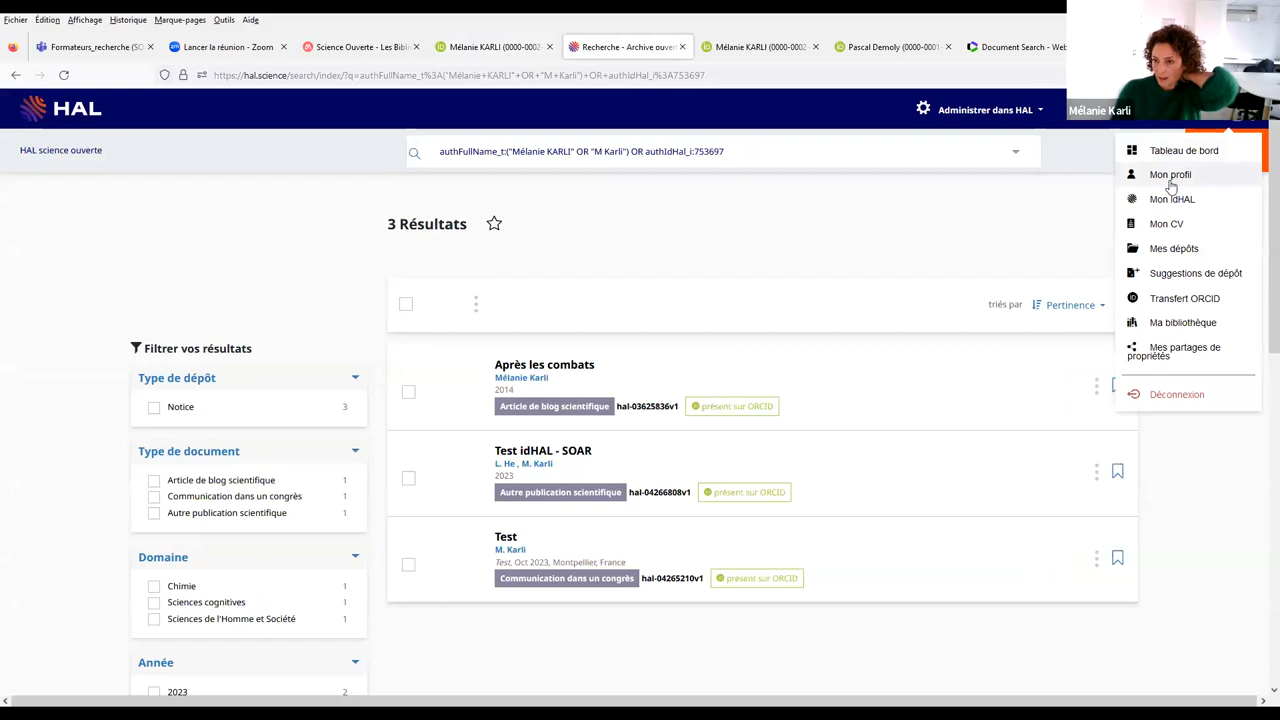 Fichier Édition Affichage Historique Marque-pages Outils Aide
Formateurs_recherche (SO
Lancer la réunion - Zoom
Science Ouverte - Les Bibli
Mélanie KARLI (0000-0002-
Recherche - Archive ouver
Mélanie KARLI (0000-0002-
Pascal Demoly (0000-0001-
Document Search - Web
https://hal.science/search/index/?q=authFullName_t%3A("Mélanie+KARLI"+OR+"M+Karli")+OR+authIdHal_i%3A753697
Mélanie Karli
HAL
Administrer dans HAL
HAL science ouverte
authFullName_t:("Mélanie KARLI" OR "M Karli") OR authIdHal_i:753697
Tableau de bord
Mon profil
Mon idHAL
Mon CV
Mes dépôts
Suggestions de dépôt
Transfert ORCID
Ma bibliothèque
Mes partages de
propriétés
Déconnexion
3 Résultats
triés par Pertinence
Filtrer vos résultats
Type de dépôt
Notice 3
Type de document
Article de blog scientifique 1
Communication dans un congrès 1
Autre publication scientifique 1
Domaine
Chimie 1
Sciences cognitives 1
Sciences de l'Homme et Société 1
Année
2023 2
Après les combats
Mélanie Karli
2014
Article de blog scientifique hal-03625836v1 présent sur ORCID
Test idHAL - SOAR
L. He , M. Karli
2023
Autre publication scientifique hal-04266808v1 présent sur ORCID
Test
M. Karli
Test, Oct 2023, Montpellier, France
Communication dans un congrès hal-04265210v1 présent sur ORCID